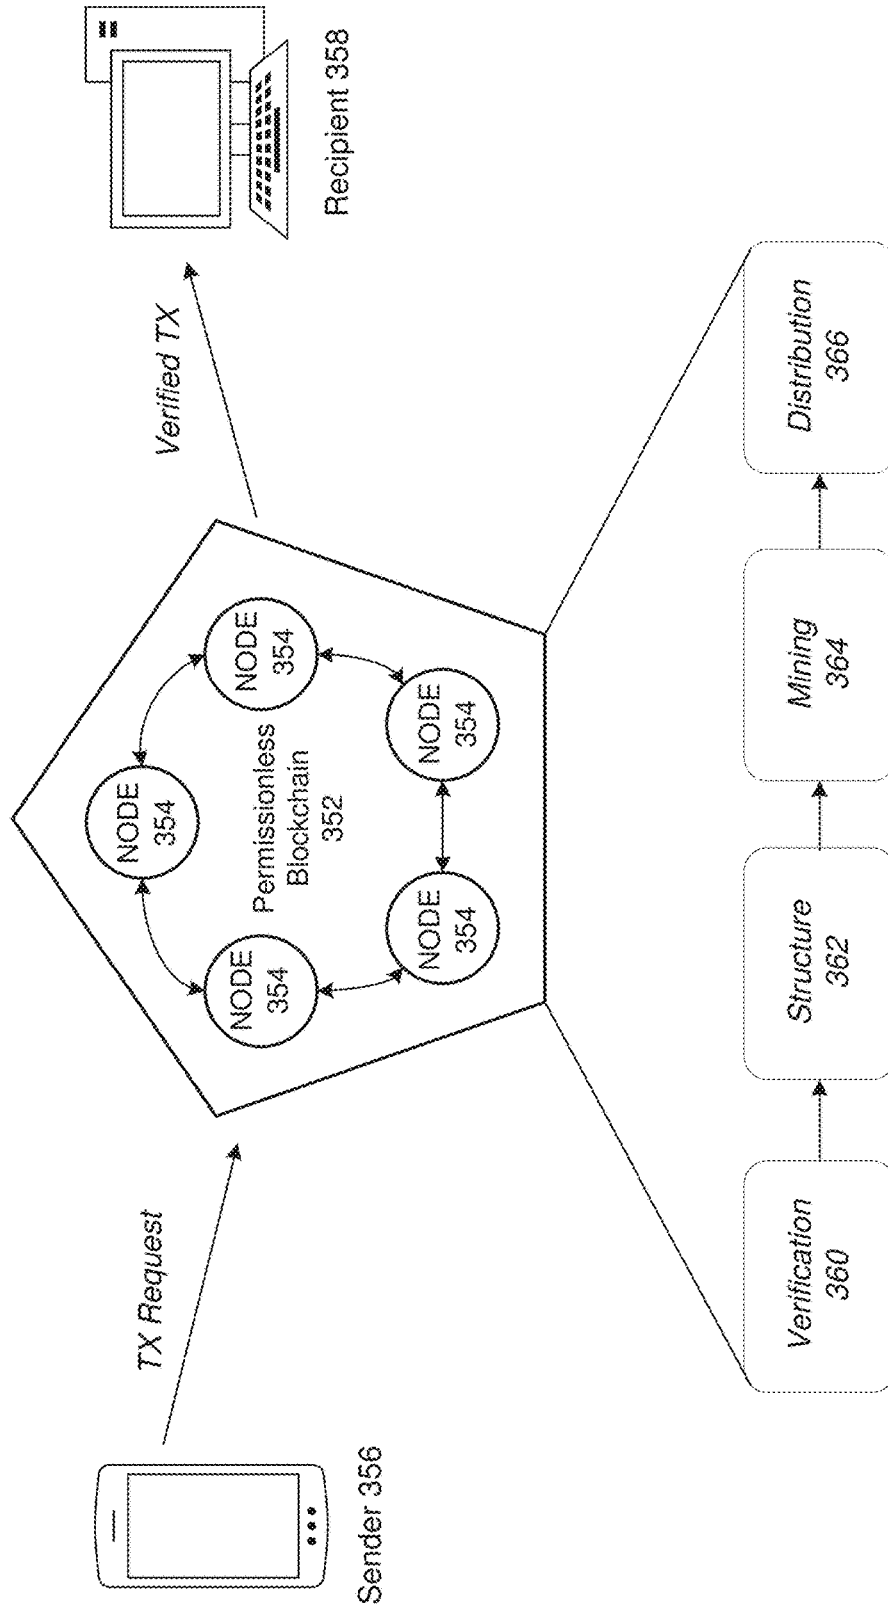 Sender 356
TX Request
NODE
354
NODE
354
NODE
354
NODE
354
NODE
354
Permissionless
Blockchain
352
Verified TX
Recipient 358
Verification
360
Structure
362
Mining
364
Distribution
366